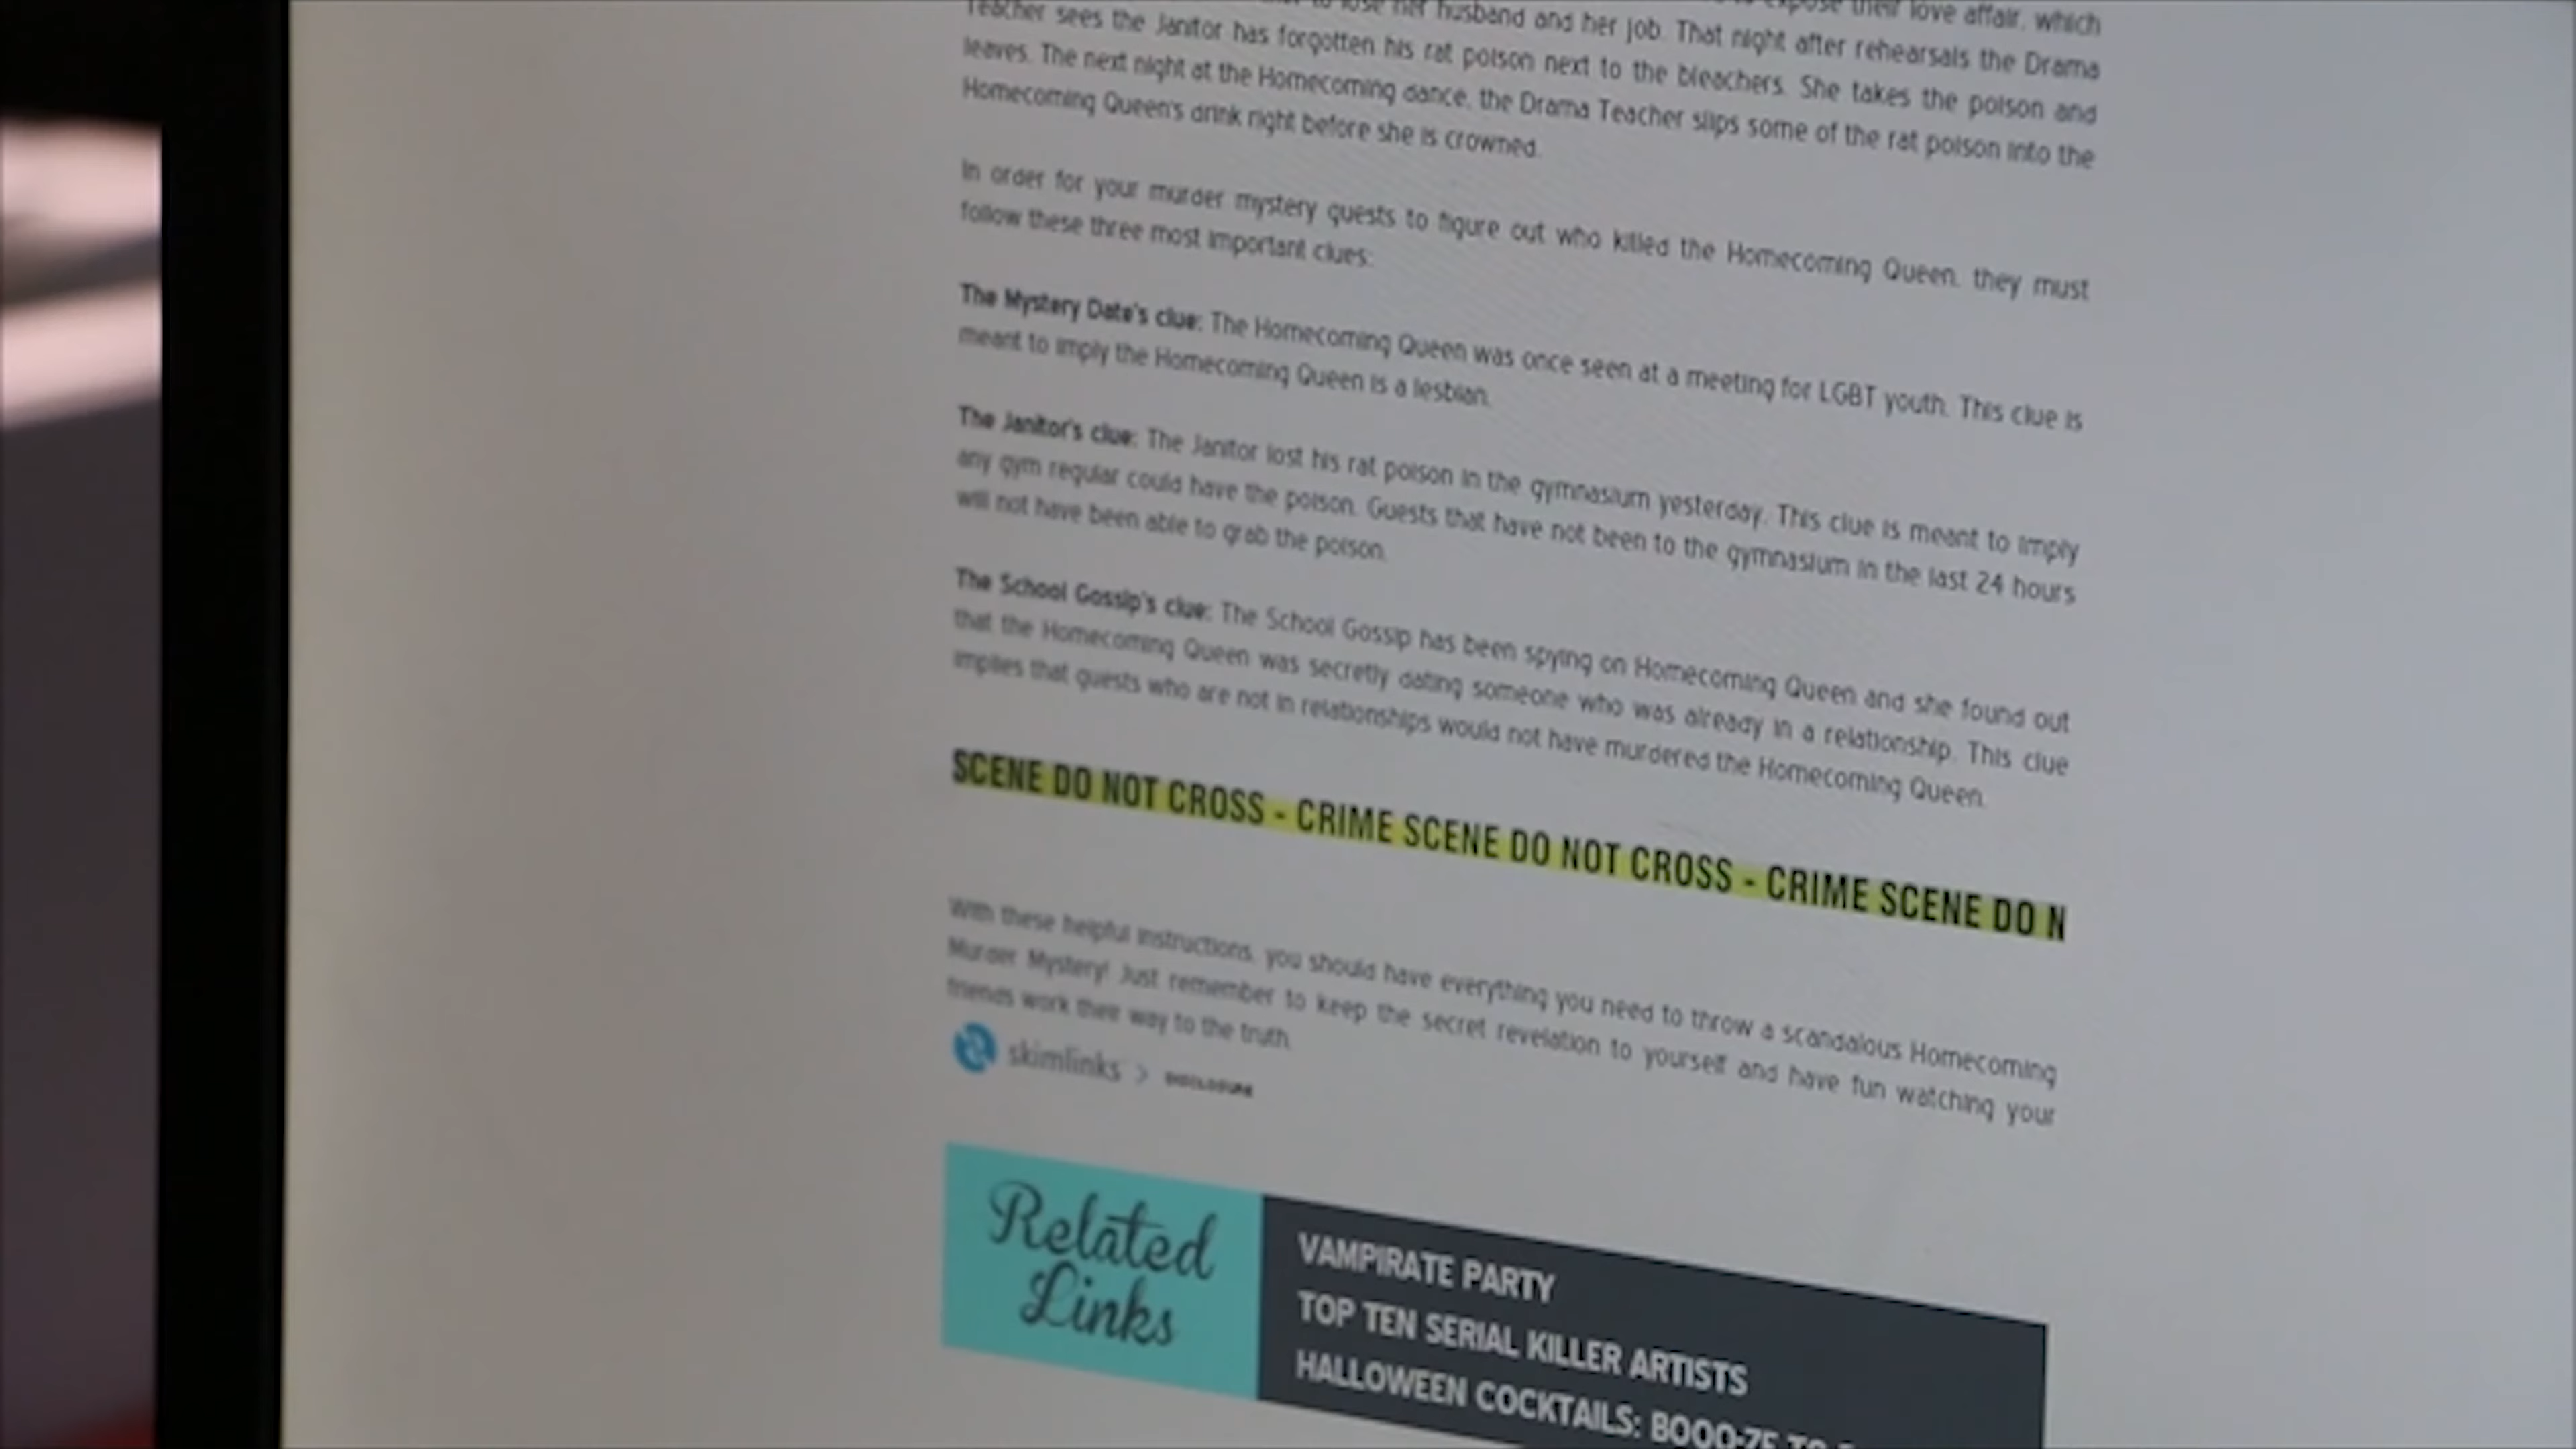 to lose her husband and her job. That night after rehearsals the Drama
expose their love affair, which
Teacher sees the Janitor has forgotten his rat poison next to the bleachers. She takes the poison and
leaves. The next night at the Homecoming dance, the Drama Teacher slips some of the rat poison into the
Homecoming Queen's drink right before she is crowned.
In order for your murder mystery guests to figure out who killed the Homecoming Queen, they must
follow these three most important clues:
The Mystery Date's clue: The Homecoming Queen was once seen at a meeting for LGBT youth. This clue is
meant to imply the Homecoming Queen is a lesbian.
The Janitor's clue: The Janitor lost his rat poison in the gymnasium yesterday. This clue is meant to imply
any gym regular could have the poison. Guests that have not been to the gymnasium in the last 24 hours
will not have been able to grab the poison.
The School Gossip's clue: The School Gossip has been spying on Homecoming Queen and she found out
that the Homecoming Queen was secretly dating someone who was already in a relationship. This clue
implies that guests who are not in relationships would not have murdered the Homecoming Queen.
SCENE DO NOT CROSS - CRIME SCENE DO NOT CROSS - CRIME SCENE DO N
With these helpful instructions, you should have everything you need to throw a scandalous Homecoming
Murder Mystery! Just remember to keep the secret revelation to yourself and have fun watching your
friends work their way to the truth.
skimlinks > DISCLOSURE
Related
Links
VAMPIRATE PARTY
TOP TEN SERIAL KILLER ARTISTS
HALLOWEEN COCKTAILS: BOOO-ZE TO